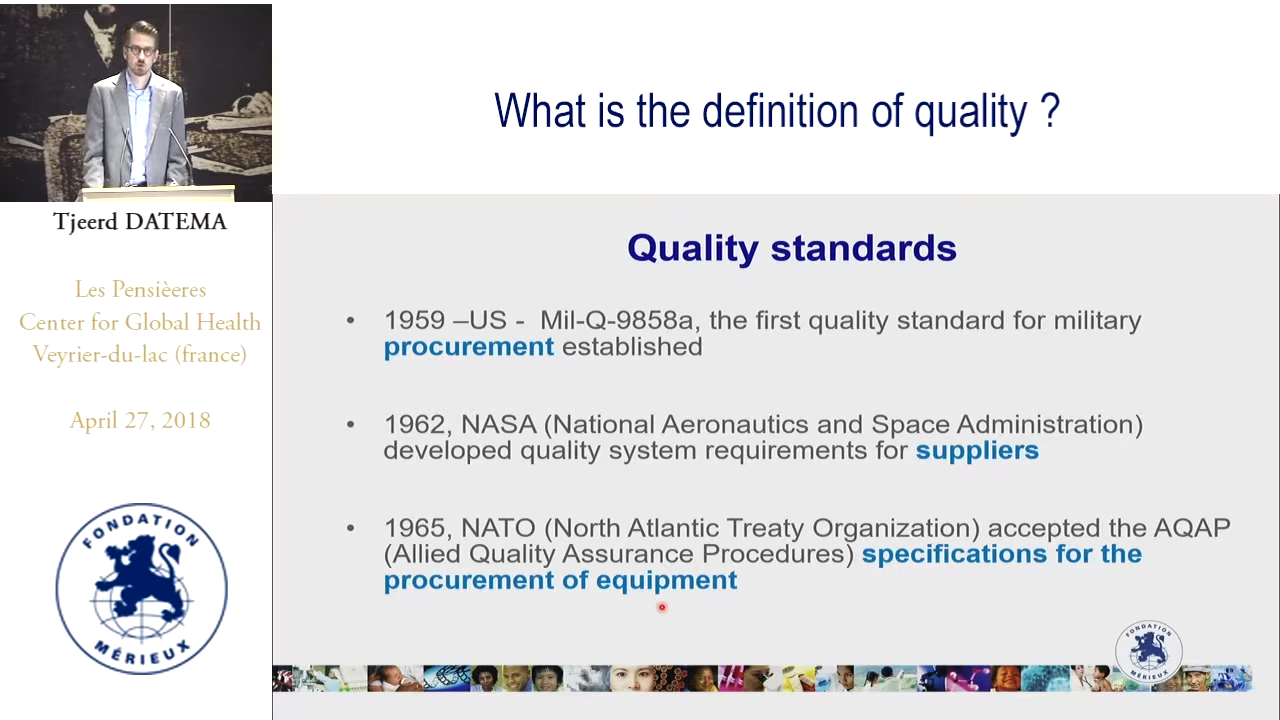 What is the definition of quality ?
Tjeerd DATEMA
Les Pensièeres
Center for Global Health
Veyrier-du-lac (france)
April 27, 2018
FONDATION
MÉRIEUX
Quality standards
• 1959 –US - Mil-Q-9858a, the first quality standard for military
procurement established
• 1962, NASA (National Aeronautics and Space Administration)
developed quality system requirements for suppliers
• 1965, NATO (North Atlantic Treaty Organization) accepted the AQAP
(Allied Quality Assurance Procedures) specifications for the
procurement of equipment
FONDATION
MÉRIEUX